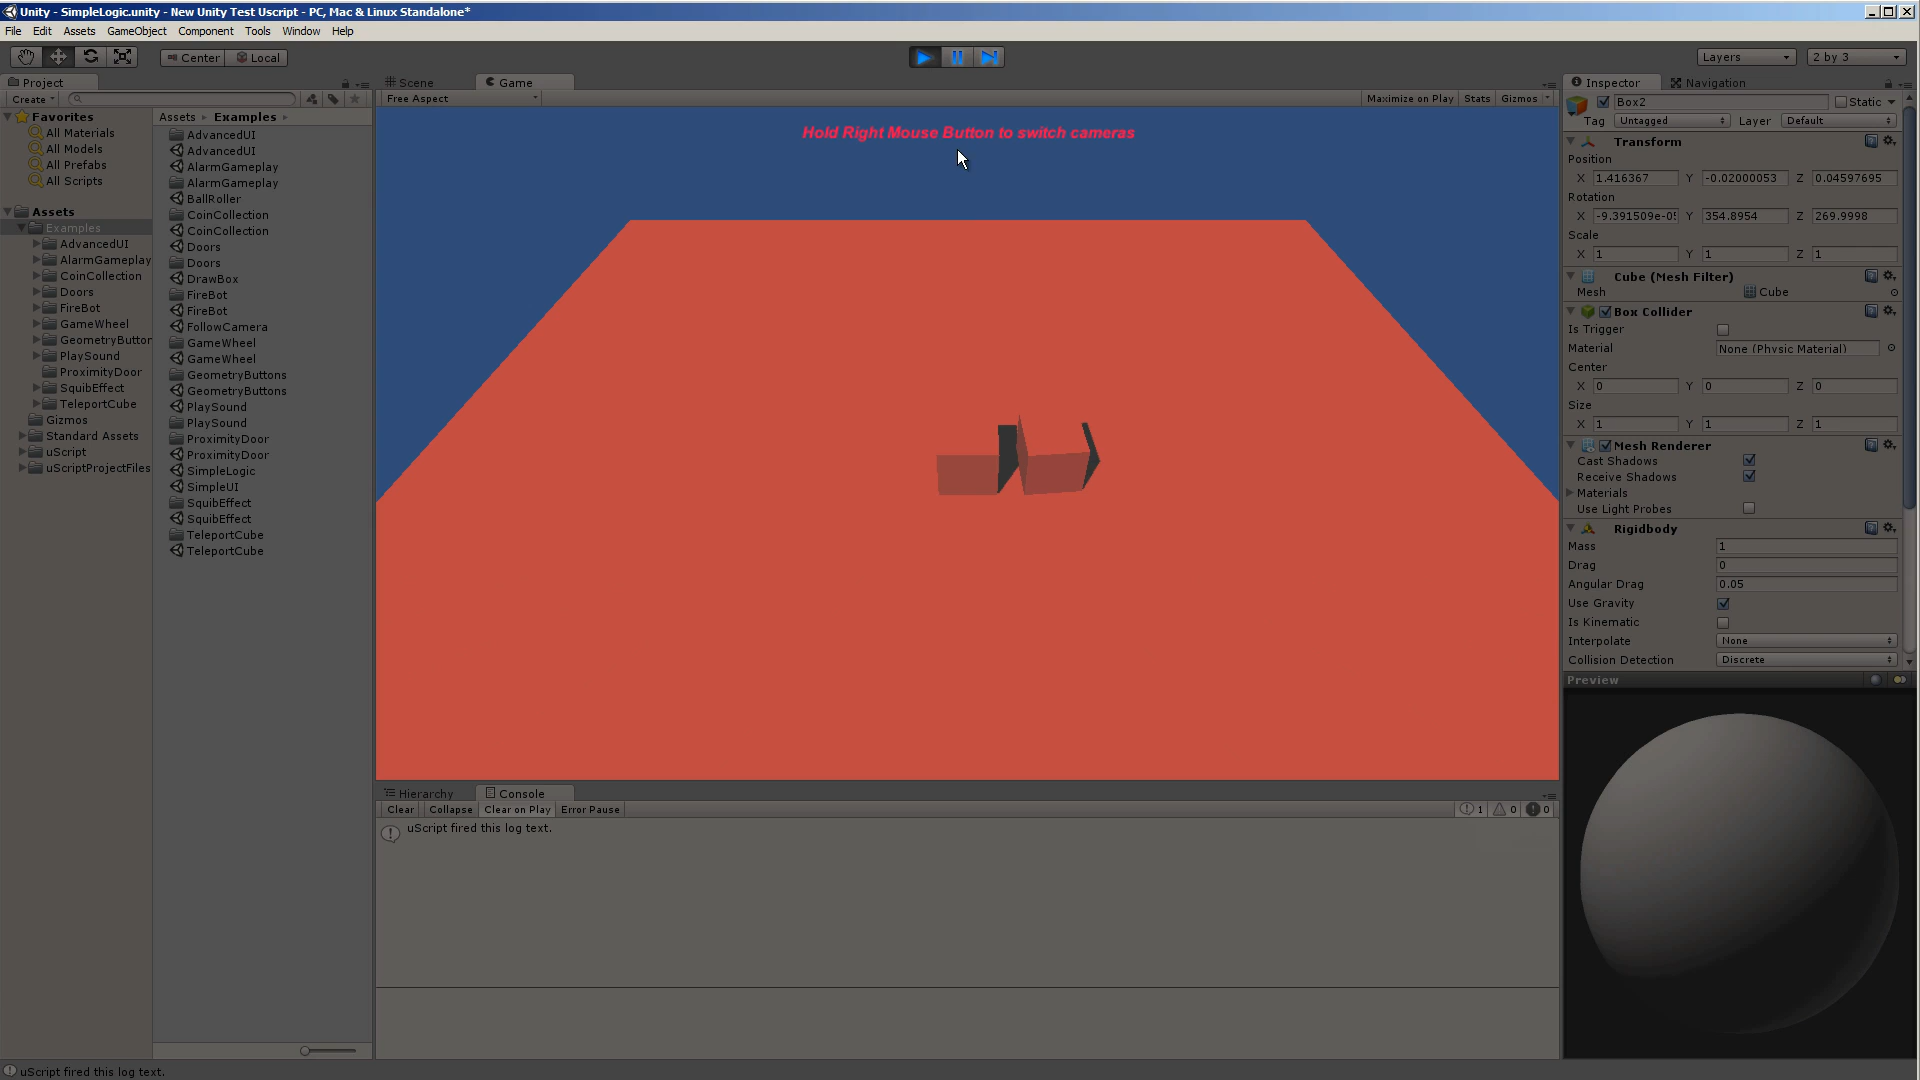 Unity - SimpleLogic.unity - New Unity Test Uscript - PC, Mac & Linux Standalone*
File Edit Assets GameObject Component Tools Window Help
Center Local
Layers
2 by 3
Project
Create
Favorites
All Materials
All Models
All Prefabs
All Scripts
Assets
Examples
AdvancedUI
AlarmGameplay
CoinCollection
Doors
FireBot
GameWheel
GeometryButtor
PlaySound
ProximityDoor
SquibEffect
TeleportCube
Gizmos
Standard Assets
uScript
uScriptProjectFiles
Assets Examples
AdvancedUI
AdvancedUI
AlarmGameplay
AlarmGameplay
BallRoller
CoinCollection
CoinCollection
Doors
Doors
DrawBox
FireBot
FireBot
FollowCamera
GameWheel
GameWheel
GeometryButtons
GeometryButtons
PlaySound
PlaySound
ProximityDoor
ProximityDoor
SimpleLogic
SimpleUI
SquibEffect
SquibEffect
TeleportCube
TeleportCube
Scene Game
Free Aspect
Maximize on Play Stats Gizmos
Hold Right Mouse Button to switch cameras
Hierarchy Console
Clear Collapse Clear on Play Error Pause
1 0 0
uScript fired this log text.
Inspector Navigation
Box2 Static
Tag Untagged Layer Default
Transform
Position
X 1.416367 Y -0.02000053 Z 0.04597695
Rotation
X -9.391509e-05 Y 354.8954 Z 269.9998
Scale
X 1 Y 1 Z 1
Cube (Mesh Filter)
Mesh Cube
Box Collider
Is Trigger
Material None (Physic Material)
Center
X 0 Y 0 Z 0
Size
X 1 Y 1 Z 1
Mesh Renderer
Cast Shadows
Receive Shadows
Materials
Use Light Probes
Rigidbody
Mass 1
Drag 0
Angular Drag 0.05
Use Gravity
Is Kinematic
Interpolate None
Collision Detection Discrete
Preview
uScript fired this log text.